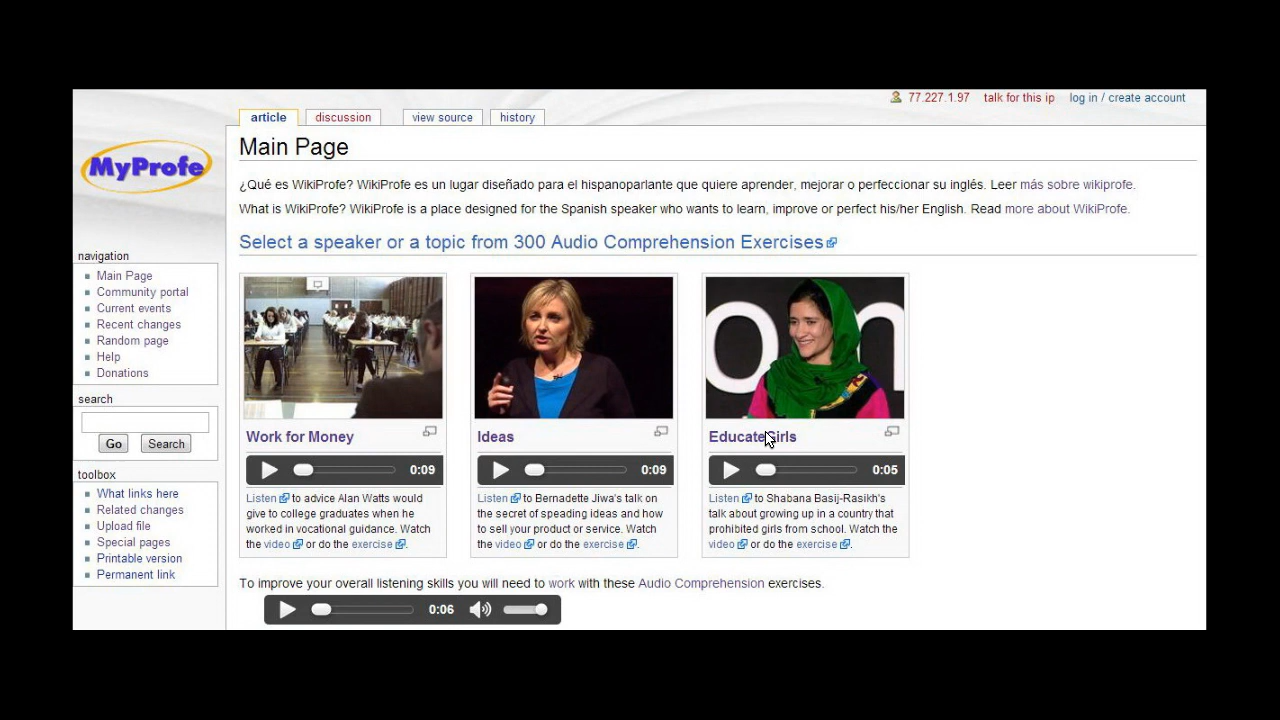 77.227.1.97 talk for this ip log in / create account
article discussion view source history
MyProfe
Main Page
¿Qué es WikiProfe? WikiProfe es un lugar diseñado para el hispanoparlante que quiere aprender, mejorar o perfeccionar su inglés. Leer más sobre wikiprofe.
What is WikiProfe? WikiProfe is a place designed for the Spanish speaker who wants to learn, improve or perfect his/her English. Read more about WikiProfe.
Select a speaker or a topic from 300 Audio Comprehension Exercises
navigation
Main Page
Community portal
Current events
Recent changes
Random page
Help
Donations
search
Go Search
toolbox
What links here
Related changes
Upload file
Special pages
Printable version
Permanent link
Work for Money
0:09
Listen to advice Alan Watts would
give to college graduates when he
worked in vocational guidance. Watch
the video or do the exercise.
Ideas
0:09
Listen to Bernadette Jiwa's talk on
the secret of speading ideas and how
to sell your product or service. Watch
the video or do the exercise.
om
Educate Girls
0:05
Listen to Shabana Basij-Rasikh's
talk about growing up in a country that
prohibited girls from school. Watch the
video or do the exercise.
To improve your overall listening skills you will need to work with these Audio Comprehension exercises.
0:06